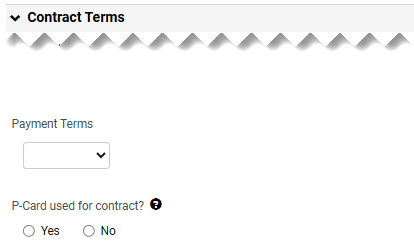 Contract Terms
Payment Terms
P-Card used for contract? ?
Yes No